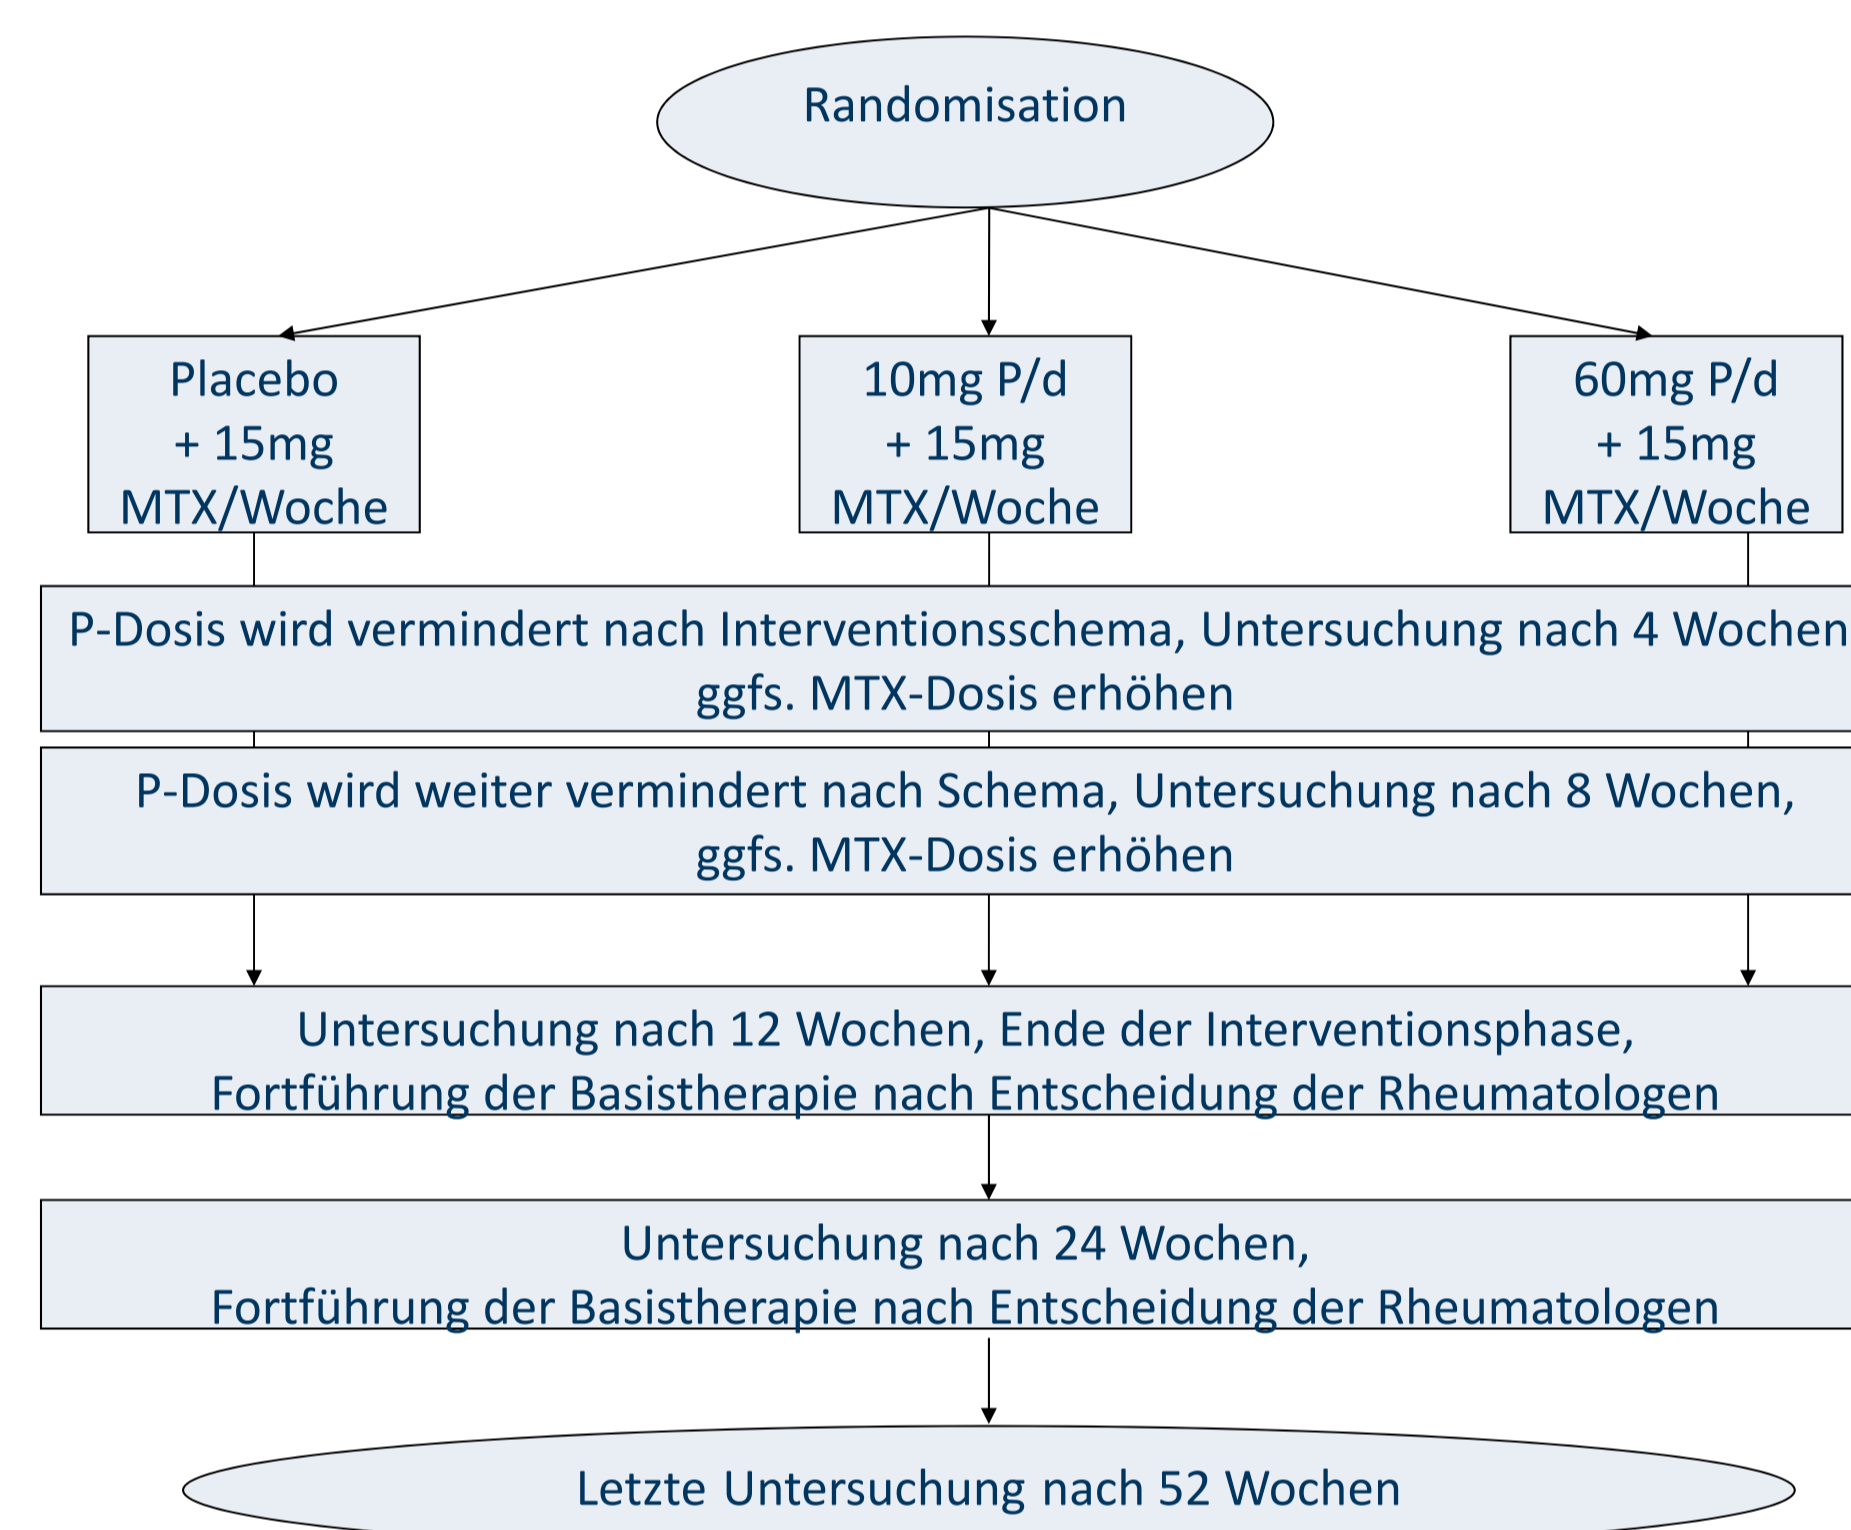 Randomisation
Placebo
+ 15mg
MTX/Woche
10mg P/d
+ 15mg
MTX/Woche
60mg P/d
+ 15mg
MTX/Woche
P-Dosis wird vermindert nach Interventionsschema, Untersuchung nach 4 Wochen
ggfs. MTX-Dosis erhöhen
P-Dosis wird weiter vermindert nach Schema, Untersuchung nach 8 Wochen,
ggfs. MTX-Dosis erhöhen
Untersuchung nach 12 Wochen, Ende der Interventionsphase,
Fortführung der Basistherapie nach Entscheidung der Rheumatologen
Untersuchung nach 24 Wochen,
Fortführung der Basistherapie nach Entscheidung der Rheumatologen
Letzte Untersuchung nach 52 Wochen